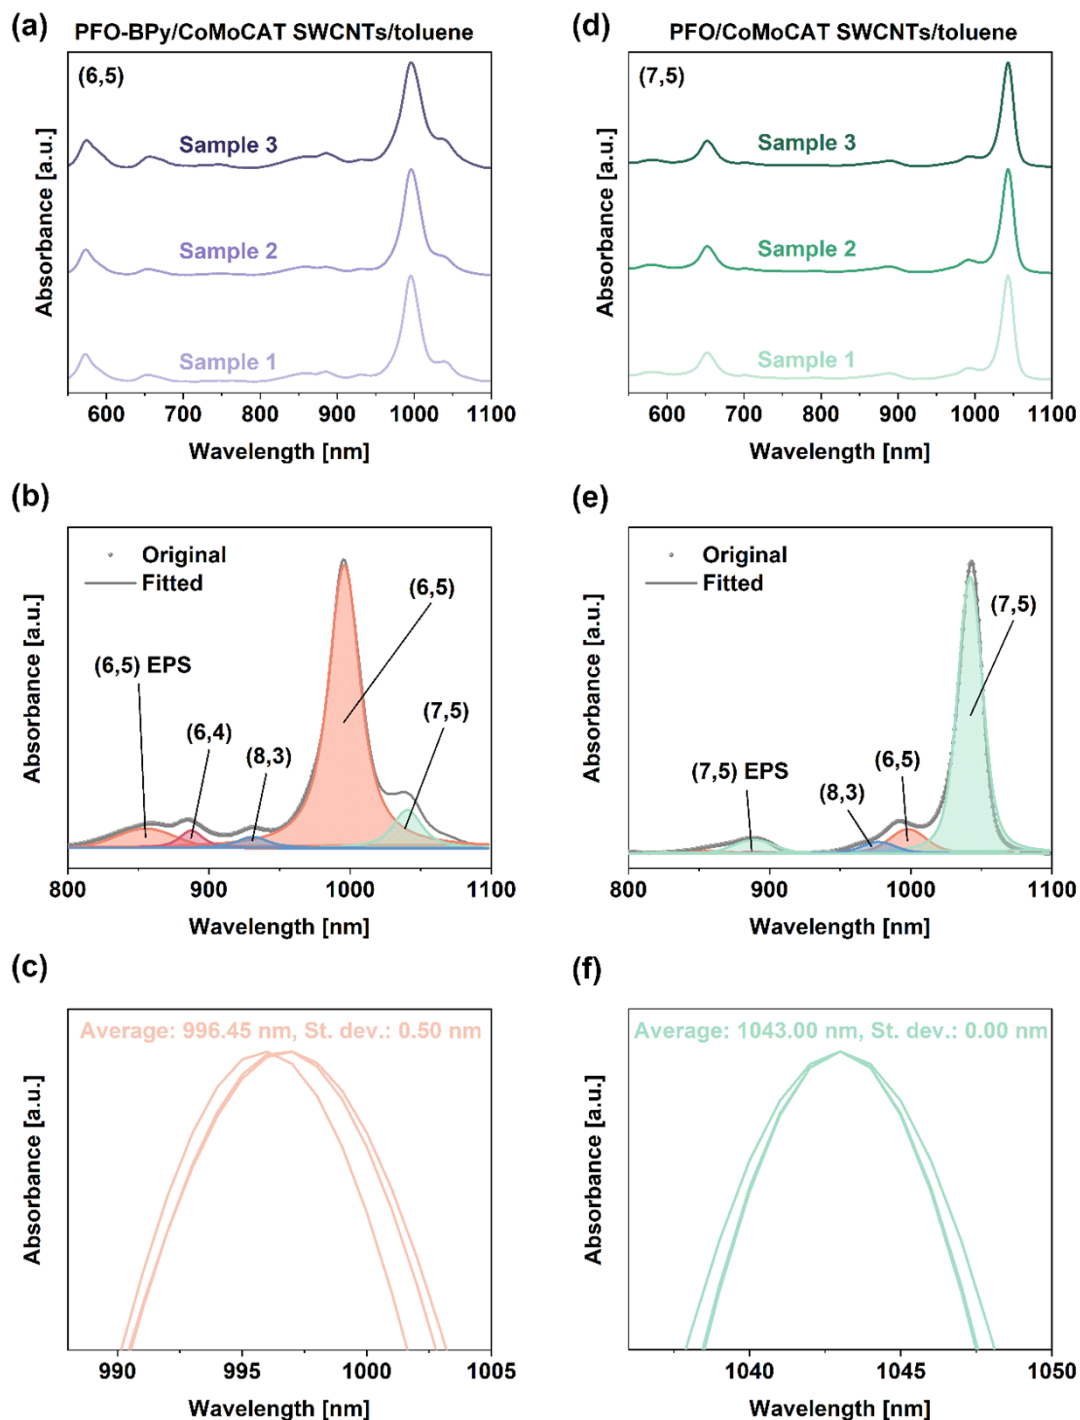 (a)
PFO-BPy/CoMoCAT SWCNTs/toluene
(6,5)
Sample 3
Sample 2
Sample 1
Absorbance [a.u.]
600 700 800 900 1000 1100
Wavelength [nm]
(d)
PFO/CoMoCAT SWCNTs/toluene
(7,5)
Sample 3
Sample 2
Sample 1
Absorbance [a.u.]
600 700 800 900 1000 1100
Wavelength [nm]
(b)
Original
Fitted
(6,5)
(6,5) EPS
(6,4)
(8,3)
(7,5)
Absorbance [a.u.]
800 900 1000 1100
Wavelength [nm]
(e)
Original
Fitted
(7,5)
(7,5) EPS
(8,3)
(6,5)
Absorbance [a.u.]
800 900 1000 1100
Wavelength [nm]
(c)
Average: 996.45 nm, St. dev.: 0.50 nm
Absorbance [a.u.]
990 995 1000 1005
Wavelength [nm]
(f)
Average: 1043.00 nm, St. dev.: 0.00 nm
Absorbance [a.u.]
1040 1045 1050
Wavelength [nm]